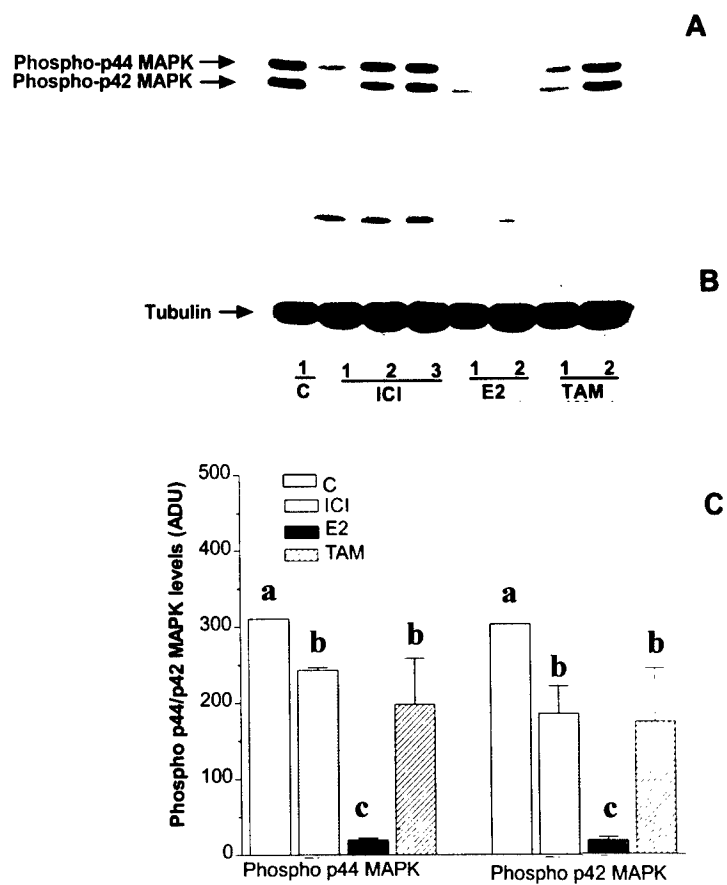 A
Phospho-p44 MAPK
Phospho-p42 MAPK
B
Tubulin
1 1 2 3 1 2 1 2
C ICI E2 TAM
C
Phospho p44/p42 MAPK levels (ADU)
500
400
300
200
100
0
C
ICI
E2
TAM
a b c b
a b c b
Phospho p44 MAPK Phospho p42 MAPK